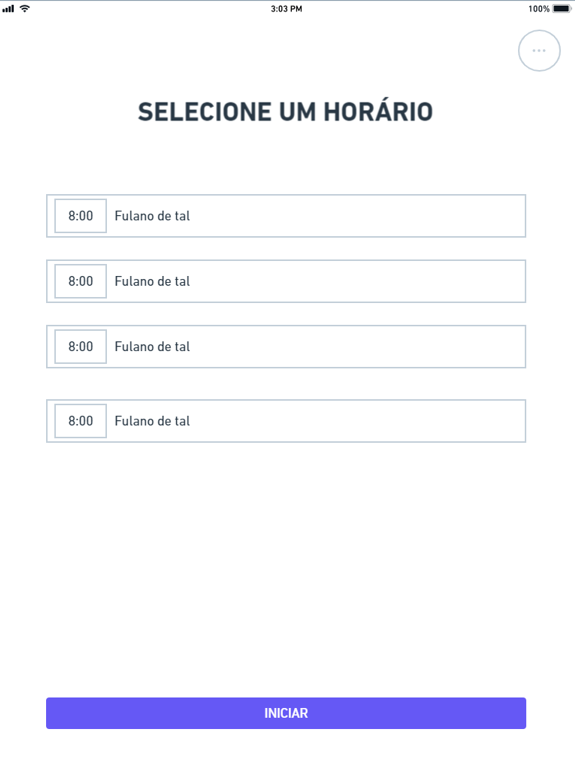 3:03 PM 100%
SELECIONE UM HORÁRIO
8:00 Fulano de tal
8:00 Fulano de tal
8:00 Fulano de tal
8:00 Fulano de tal
INICIAR